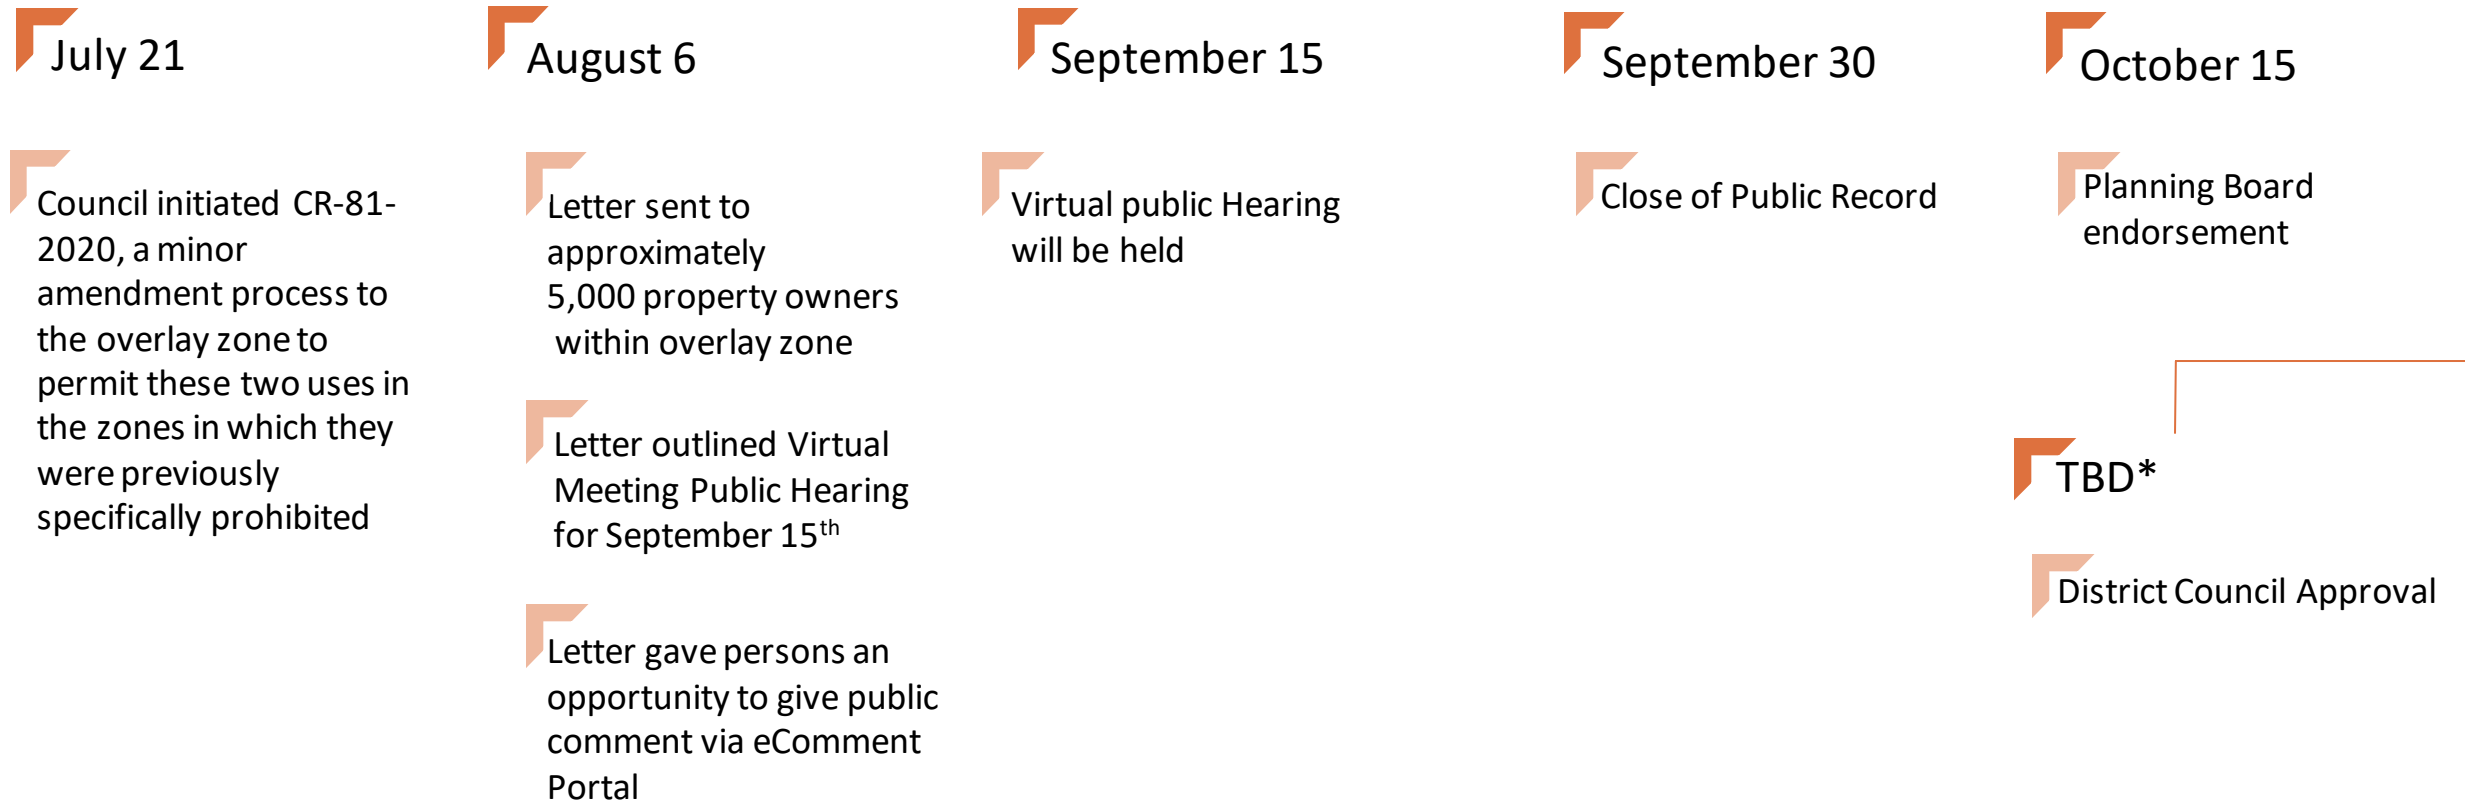 July 21
Council initiated CR-81-
2020, a minor
amendment process to
the overlay zone to
permit these two uses in
the zones in which they
were previously
specifically prohibited
August 6
Letter sent to
approximately
5,000 property owners
within overlay zone
Letter outlined Virtual
Meeting Public Hearing
for September 15th
Letter gave persons an
opportunity to give public
comment via eComment
Portal
September 15
Virtual public Hearing
will be held
September 30
Close of Public Record
October 15
Planning Board
endorsement
TBD*
District Council Approval